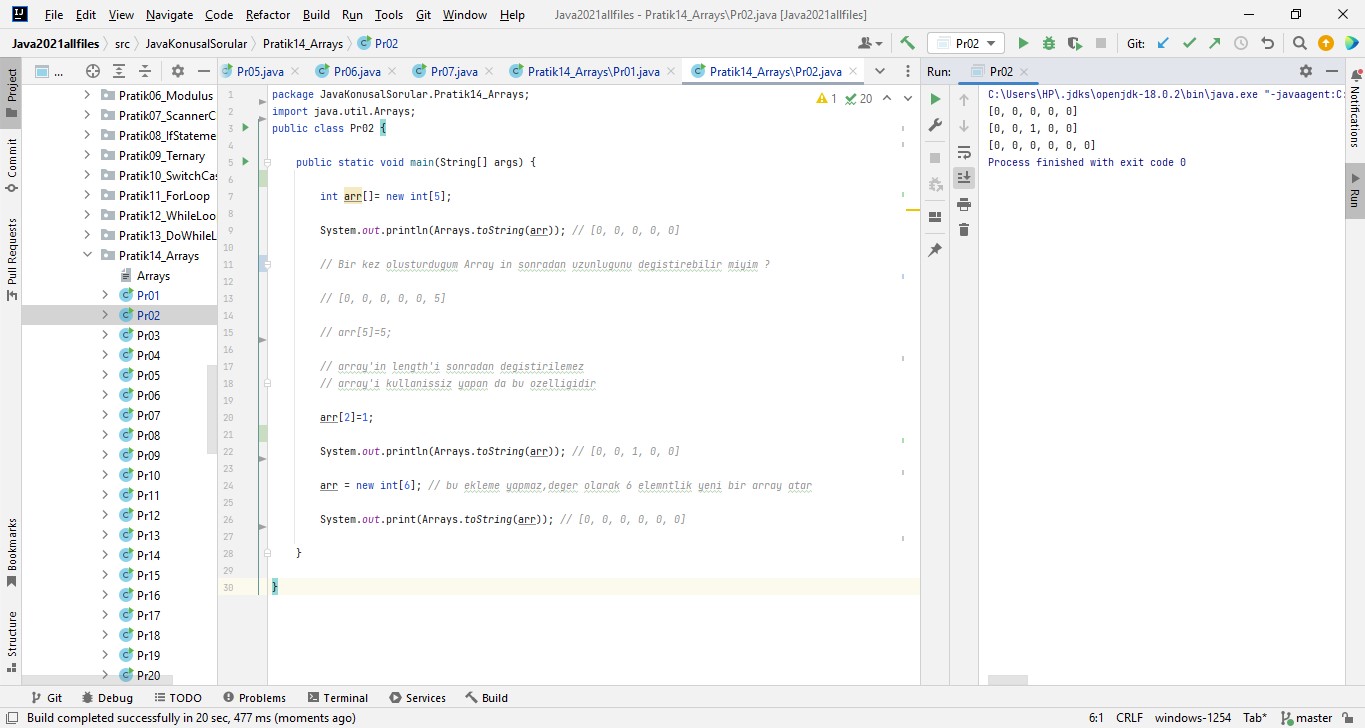 File Edit View Navigate Code Refactor Build Run Tools Git Window Help Java2021allfiles - Pratik14_Arrays\Pr02.java [Java2021allfiles]
Java2021allfiles src JavaKonusalSorular Pratik14_Arrays Pr02 Pr02 Git:
... Pr05.java Pr06.java Pr07.java Pratik14_Arrays\Pr01.java Pratik14_Arrays\Pr02.java Run: Pr02
Project
Commit
Pull Requests
Bookmarks
Structure
Pratik06_Modulus
Pratik07_ScannerC
Pratik08_IfStateme
Pratik09_Ternary
Pratik10_SwitchCas
Pratik11_ForLoop
Pratik12_WhileLoo
Pratik13_DoWhileL
Pratik14_Arrays
Arrays
Pr01
Pr02
Pr03
Pr04
Pr05
Pr06
Pr07
Pr08
Pr09
Pr10
Pr11
Pr12
Pr13
Pr14
Pr15
Pr16
Pr17
Pr18
Pr19
Pr20
1 package JavaKonusalSorular.Pratik14_Arrays;
1 20
2 import java.util.Arrays;
3 public class Pr02 {
4
5 public static void main(String[] args) {
6
7 int arr[]= new int[5];
8
9 System.out.println(Arrays.toString(arr)); // [0, 0, 0, 0, 0]
10
11 // Bir kez olusturdugum Array in sonradan uzunlugunu degistirebilir miyim ?
12
13 // [0, 0, 0, 0, 0, 5]
14
15 // arr[5]=5;
16
17 // array'in length'i sonradan degistirilemez
18 // array'i kullanissiz yapan da bu ozelligidir
19
20 arr[2]=1;
21
22 System.out.println(Arrays.toString(arr)); // [0, 0, 1, 0, 0]
23
24 arr = new int[6]; // bu ekleme yapmaz,deger olarak 6 elemntlik yeni bir array atar
25
26 System.out.print(Arrays.toString(arr)); // [0, 0, 0, 0, 0, 0]
27
28 }
29
30 }
C:\Users\HP\.jdks\openjdk-18.0.2\bin\java.exe "-javaagent:C:
[0, 0, 0, 0, 0]
[0, 0, 1, 0, 0]
[0, 0, 0, 0, 0, 0]
Process finished with exit code 0
Notifications
Run
Git Debug TODO Problems Terminal Services Build
Build completed successfully in 20 sec, 477 ms (moments ago) 6:1 CRLF windows-1254 Tab* master